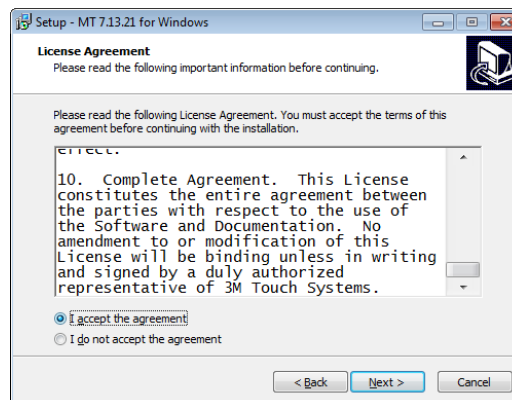 Setup - MT 7.13.21 for Windows
License Agreement
Please read the following important information before continuing.
Please read the following License Agreement. You must accept the terms of this
agreement before continuing with the installation.
effect.
10.  Complete Agreement.  This License
constitutes the entire agreement between
the parties with respect to the use of
the Software and Documentation.  No
amendment to or modification of this
License will be binding unless in writing
and signed by a duly authorized
representative of 3M Touch Systems.
I accept the agreement
I do not accept the agreement
< Back
Next >
Cancel